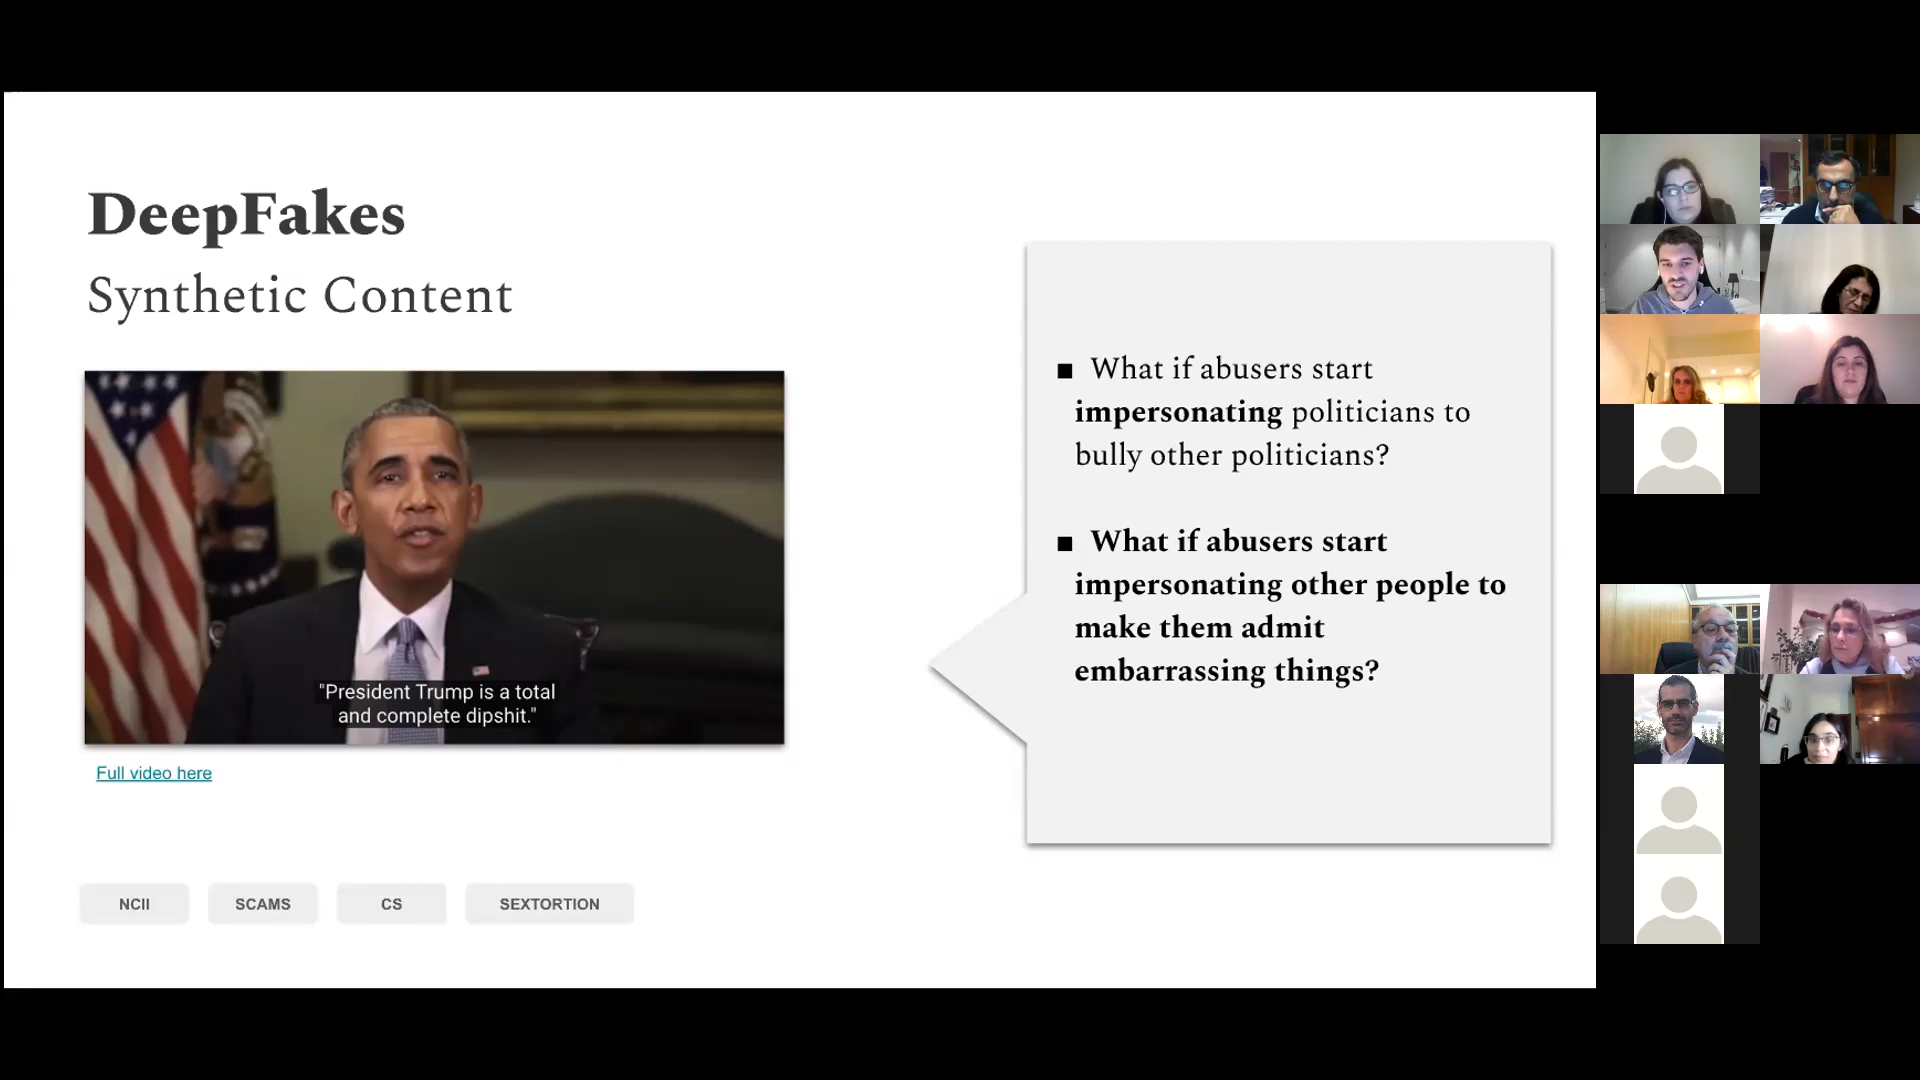 DeepFakes
Synthetic Content
"President Trump is a total
and complete dipshit."
Full video here
■ What if abusers start
impersonating politicians to
bully other politicians?
■ What if abusers start
impersonating other people to
make them admit
embarrassing things?
NCII
SCAMS
CS
SEXTORTION